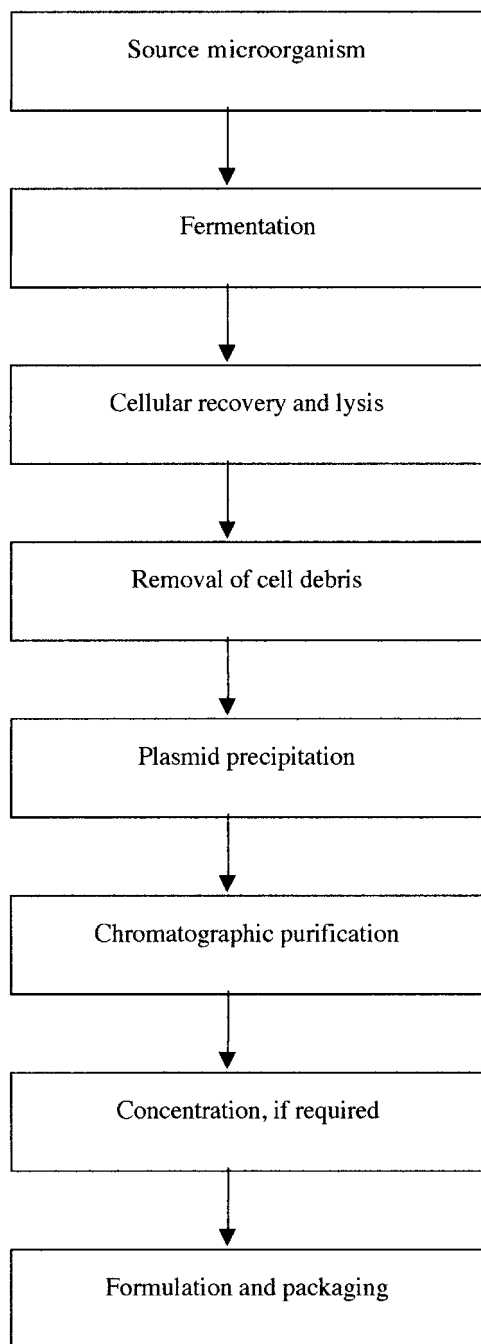 Source microorganism
Fermentation
Cellular recovery and lysis
Removal of cell debris
Plasmid precipitation
Chromatographic purification
Concentration, if required
Formulation and packaging